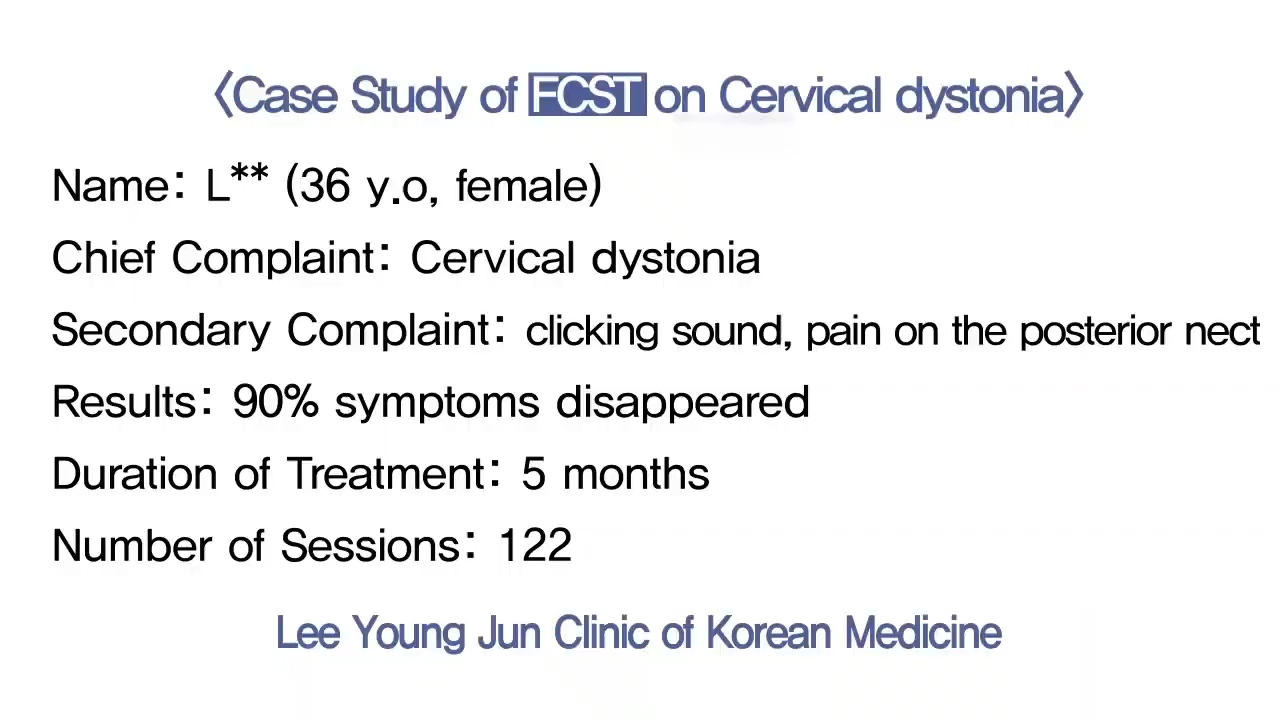 〈Case Study of FCST on Cervical dystonia〉
Name: L** (36 y.o, female)
Chief Complaint: Cervical dystonia
Secondary Complaint: clicking sound, pain on the posterior nect
Results: 90% symptoms disappeared
Duration of Treatment: 5 months
Number of Sessions: 122
Lee Young Jun Clinic of Korean Medicine